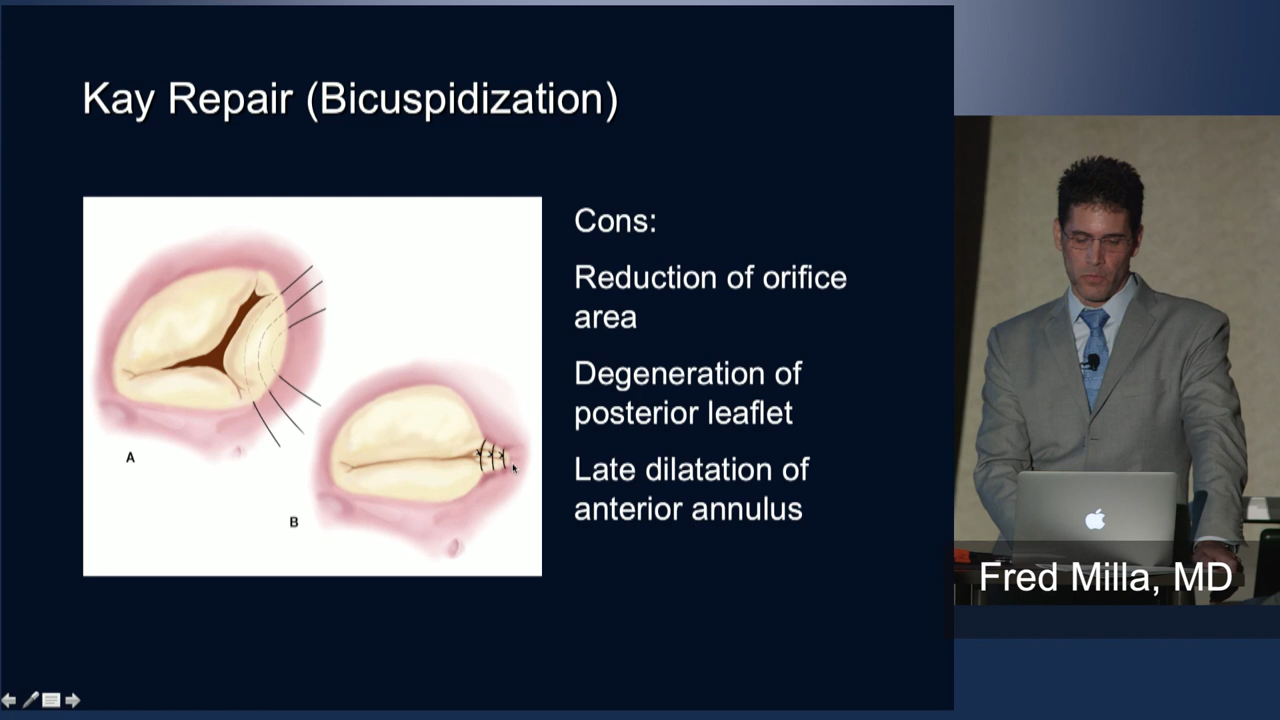 Kay Repair (Bicuspidization)
Cons:
Reduction of orifice
area
Degeneration of
posterior leaflet
Late dilatation of
anterior annulus
A
B
Fred Milla, MD